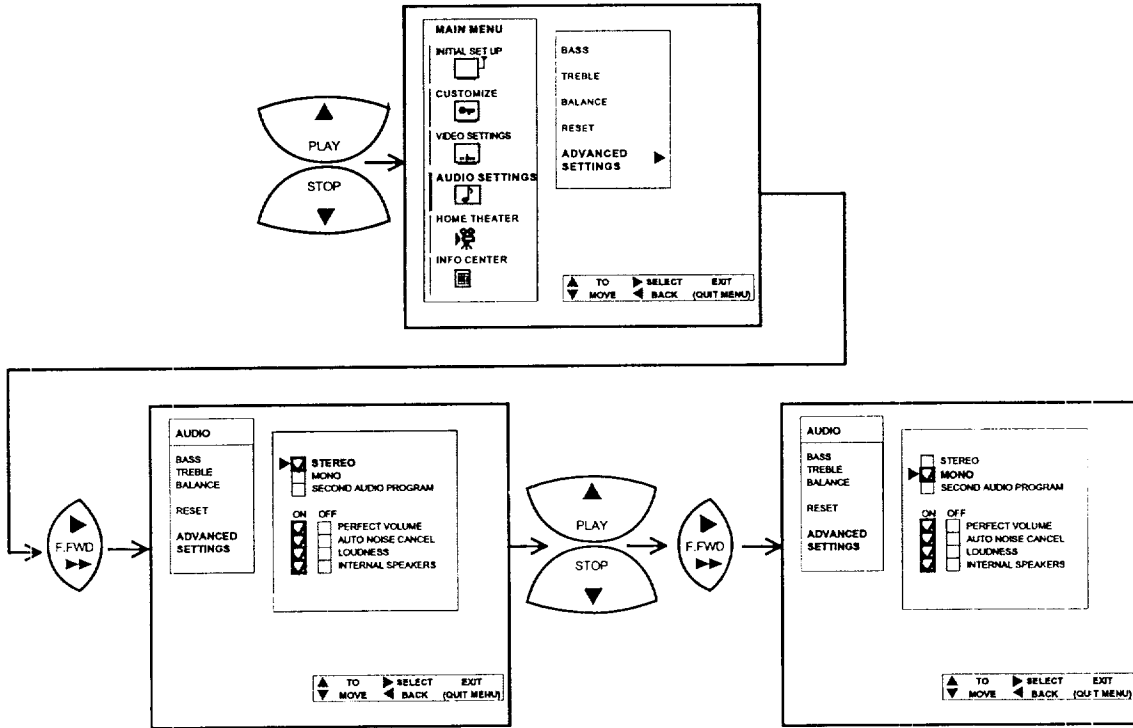 PLAY
STOP
MAIN MENU
INITIAL SET UP
CUSTOMIZE
VIDEO SETTINGS
AUDIO SETTINGS
HOME THEATER
INFO CENTER
BASS
TREBLE
BALANCE
RESET
ADVANCED
SETTINGS
TO SELECT EXIT
MOVE BACK (QUIT MENU)
F.FWD
AUDIO
BASS
TREBLE
BALANCE
RESET
ADVANCED
SETTINGS
STEREO
MONO
SECOND AUDIO PROGRAM
ON OFF
PERFECT VOLUME
AUTO NOISE CANCEL
LOUDNESS
INTERNAL SPEAKERS
TO SELECT EXIT
MOVE BACK (QUIT MENU)
PLAY
STOP
F.FWD
AUDIO
BASS
TREBLE
BALANCE
RESET
ADVANCED
SETTINGS
STEREO
MONO
SECOND AUDIO PROGRAM
ON OFF
PERFECT VOLUME
AUTO NOISE CANCEL
LOUDNESS
INTERNAL SPEAKERS
TO SELECT EXIT
MOVE BACK (QUIT MENU)